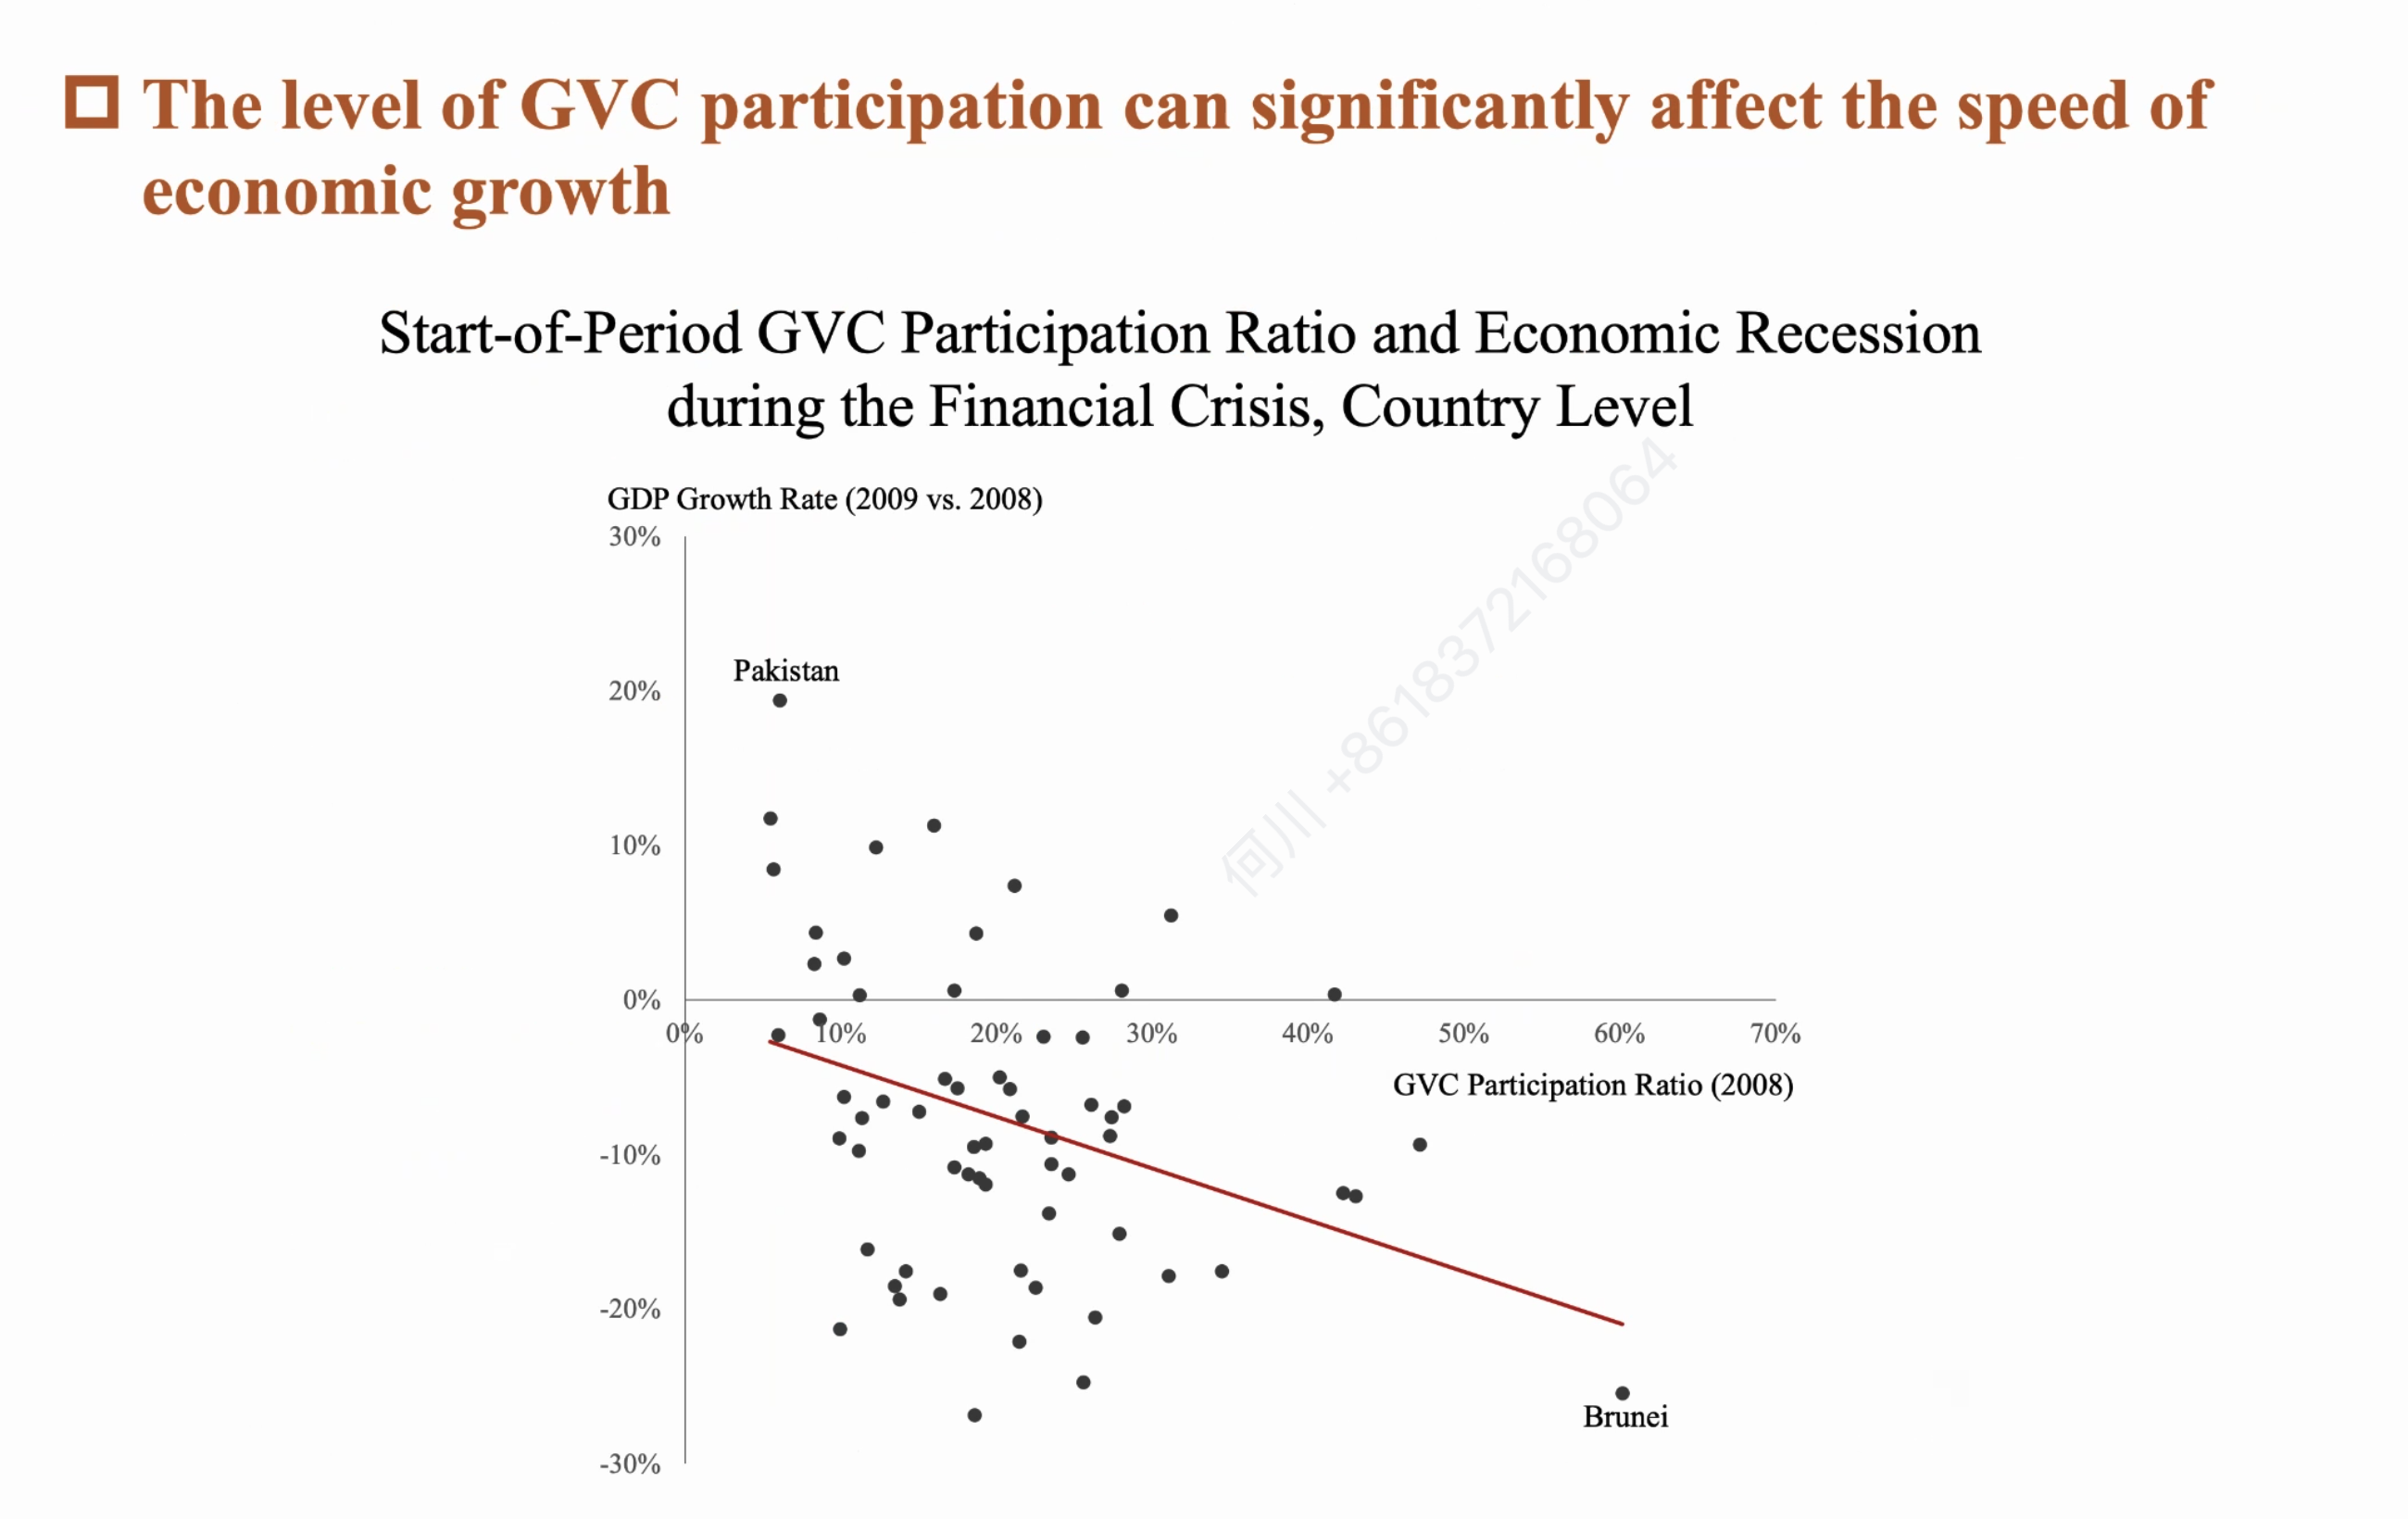 The level of GVC participation can significantly affect the speed of
economic growth
Start-of-Period GVC Participation Ratio and Economic Recession
during the Financial Crisis, Country Level
GDP Growth Rate (2009 vs. 2008)
30%
Pakistan
20%
10%
0%
0% 10% 20% 30% 40% 50% 60% 70%
GVC Participation Ratio (2008)
-10%
-20%
Brunei
-30%
何川 +8618372168064